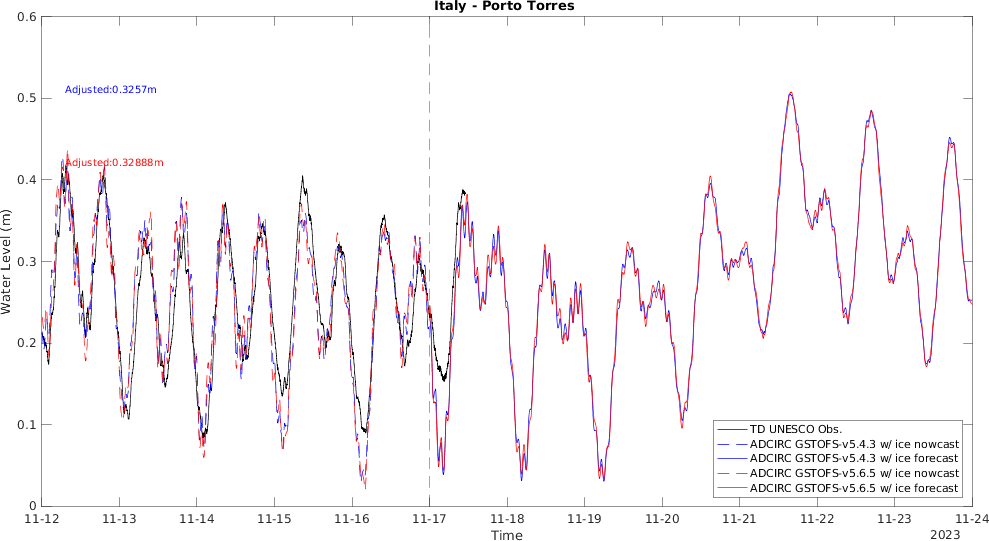 Italy - Porto Torres
Water Level (m)
0.6
0.5
0.4
0.3
0.2
0.1
0
Adjusted:0.3257m
Adjusted:0.32888m
TD UNESCO Obs.
ADCIRC GSTOFS-v5.4.3 w/ ice nowcast
ADCIRC GSTOFS-v5.4.3 w/ ice forecast
ADCIRC GSTOFS-v5.6.5 w/ ice nowcast
ADCIRC GSTOFS-v5.6.5 w/ ice forecast
11-12 11-13 11-14 11-15 11-16 11-17 11-18 11-19 11-20 11-21 11-22 11-23 11-24
Time
2023